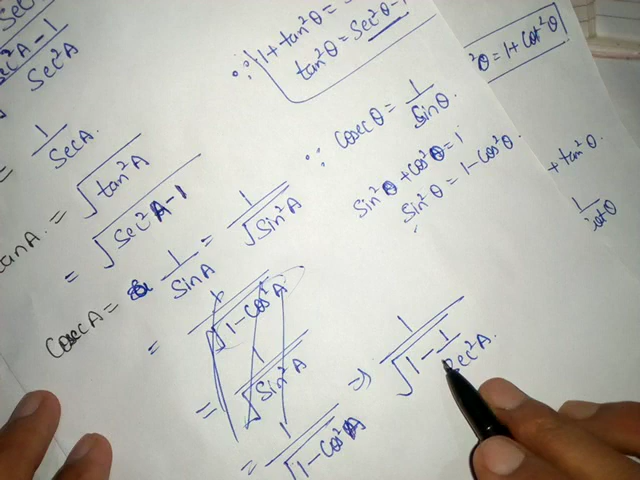 Sec²A - 1
Sec²A
1 + tan²θ =
tan²θ = Sec²θ - 1
²θ = 1 + Cot²θ
= 1/SecA.
tanA. = √tan²A
= √Sec²A - 1
∵ Cosecθ = 1/Sinθ.
Sin²θ + Cos²θ = 1
Sin²θ = 1 - Cos²θ.
+ tan²θ.
CosecA = 1/SinA = 1/√Sin²A
= 1/√1 - Cos²A
= 1/√Sin²A
= 1/√1 - Cos²A ⇒ 1/√1 - 1/Sec²A.